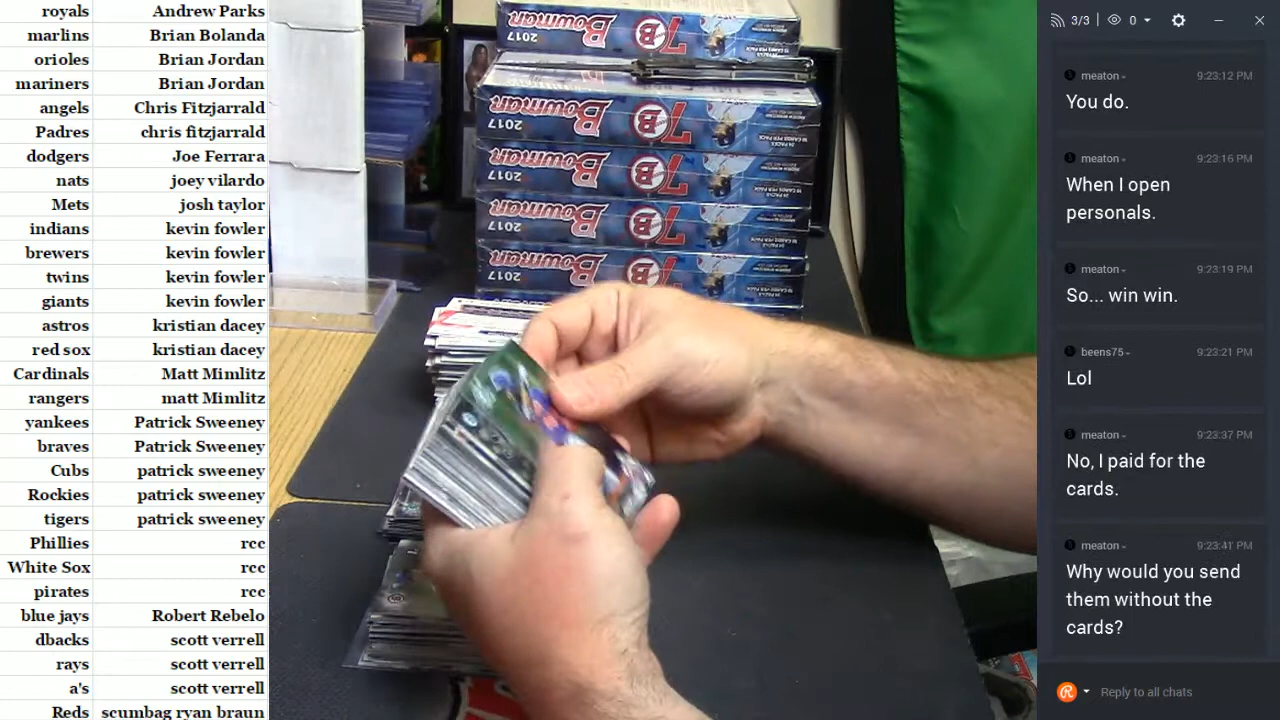 royals Andrew Parks
marlins Brian Bolanda
orioles Brian Jordan
mariners Brian Jordan
angels Chris Fitzjarrald
Padres chris fitzjarrald
dodgers Joe Ferrara
nats joey vilardo
Mets josh taylor
indians kevin fowler
brewers kevin fowler
twins kevin fowler
giants kevin fowler
astros kristian dacey
red sox kristian dacey
Cardinals Matt Mimlitz
rangers matt Mimlitz
yankees Patrick Sweeney
braves Patrick Sweeney
Cubs patrick sweeney
Rockies patrick sweeney
tigers patrick sweeney
Phillies rcc
White Sox rcc
pirates rcc
blue jays Robert Rebelo
dbacks scott verrell
rays scott verrell
a's scott verrell
Reds scumbag ryan braun
2017 Bowman 7B
2017 Bowman 7B
2017 Bowman 7B
2017 Bowman 7B
2017 Bowman 7B
3/3 0
meaton 9:23:12 PM
You do.
meaton 9:23:16 PM
When I open
personals.
meaton 9:23:19 PM
So... win win.
beens75 9:23:21 PM
Lol
meaton 9:23:37 PM
No, I paid for the
cards.
meaton 9:23:41 PM
Why would you send
them without the
cards?
Reply to all chats